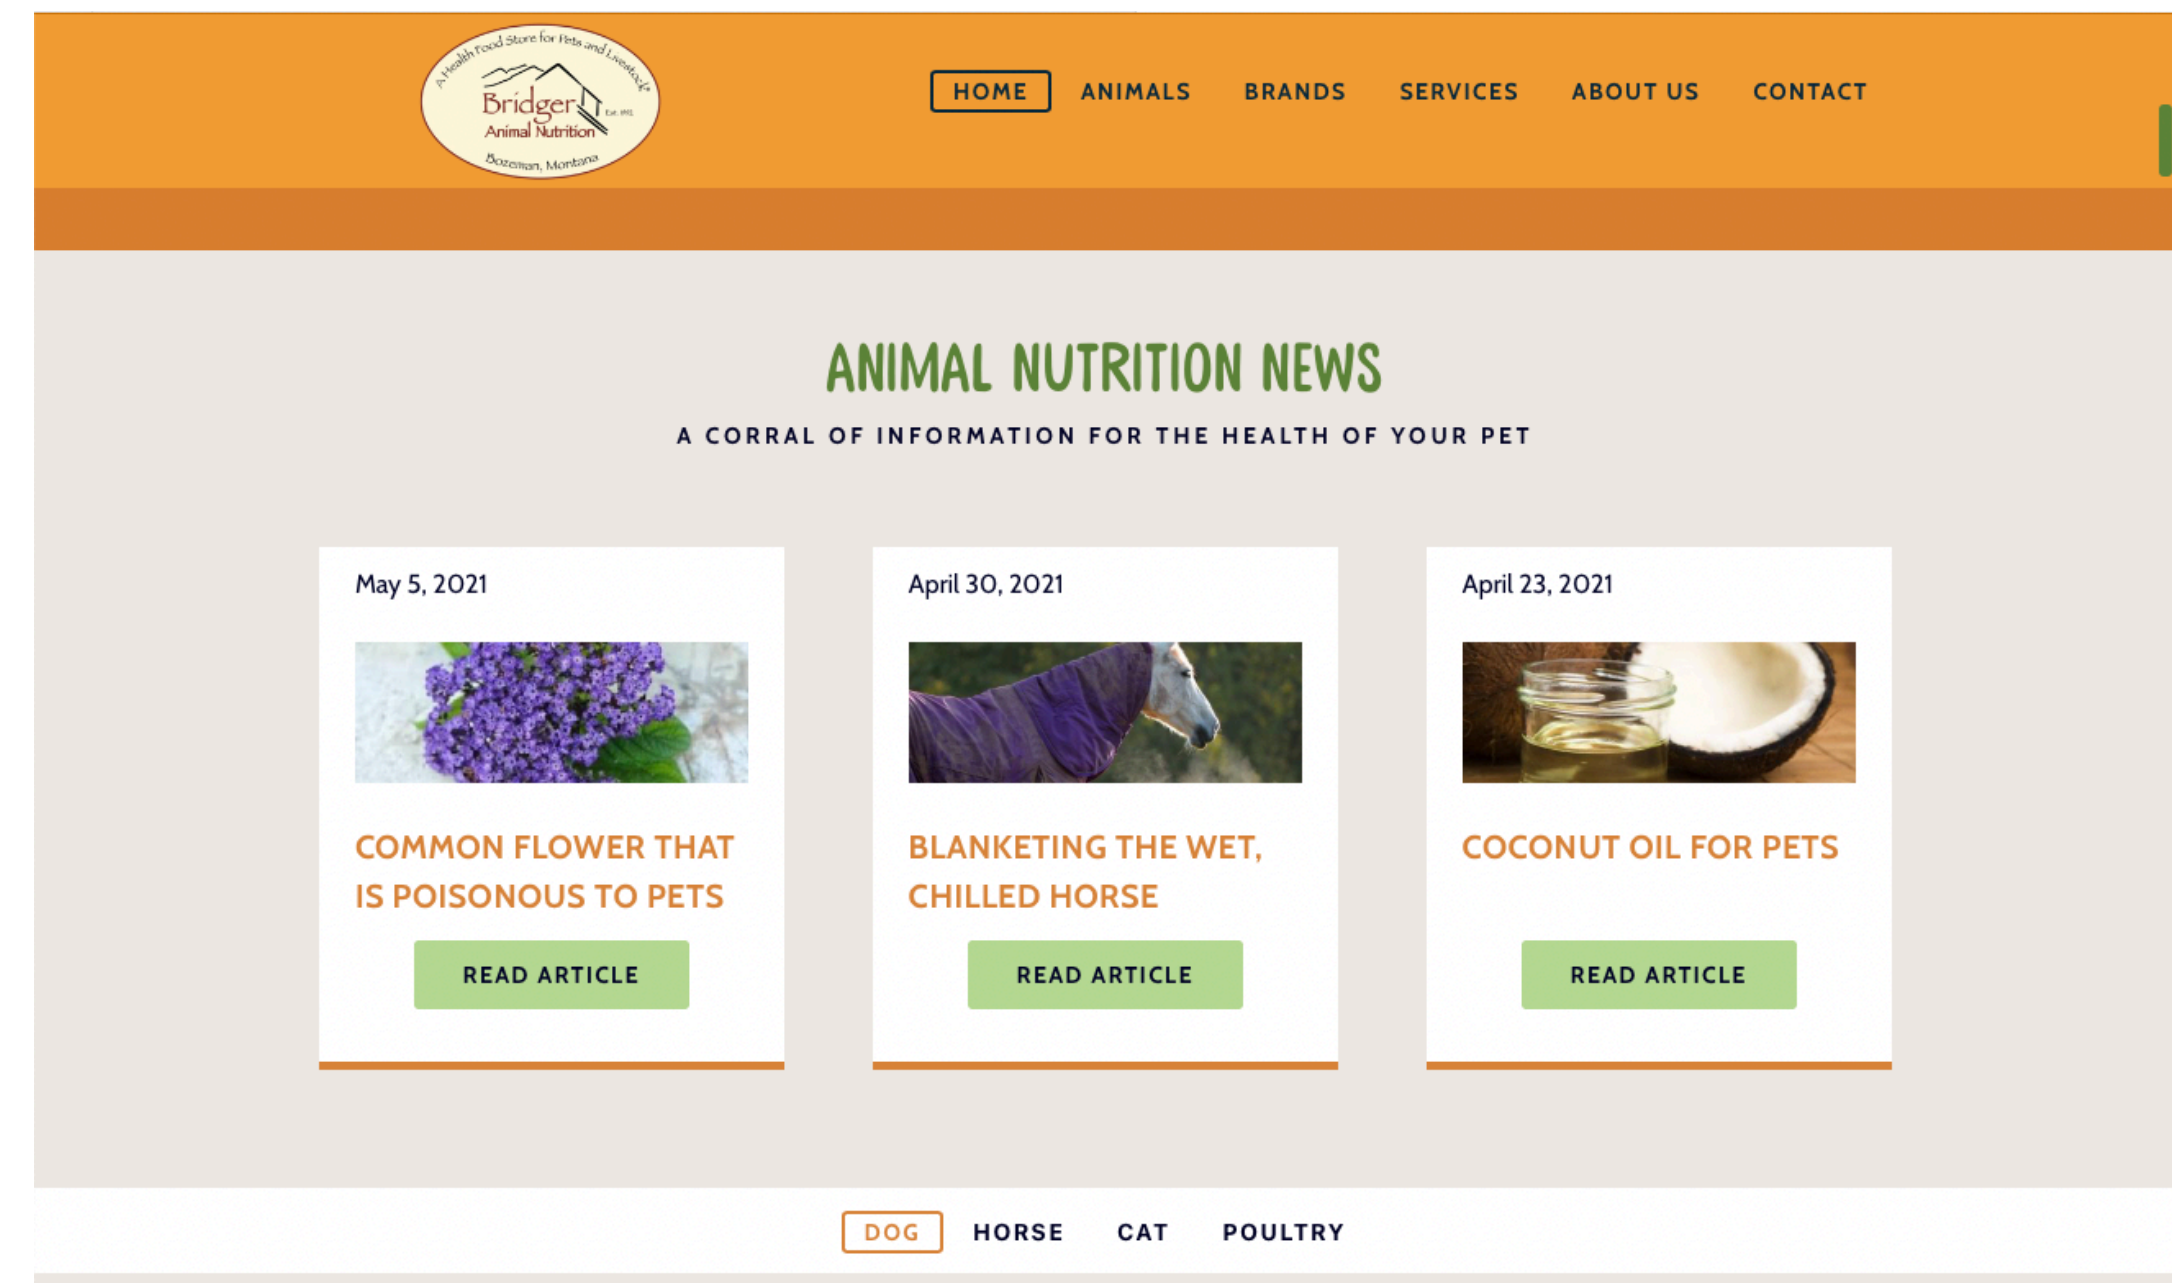 A Health Food Store for Pets and Livestock
Bridger
Est. 1992
Animal Nutrition
Bozeman, Montana
HOME ANIMALS BRANDS SERVICES ABOUT US CONTACT
ANIMAL NUTRITION NEWS
A CORRAL OF INFORMATION FOR THE HEALTH OF YOUR PET
May 5, 2021
COMMON FLOWER THAT
IS POISONOUS TO PETS
READ ARTICLE
April 30, 2021
BLANKETING THE WET,
CHILLED HORSE
READ ARTICLE
April 23, 2021
COCONUT OIL FOR PETS
READ ARTICLE
DOG HORSE CAT POULTRY